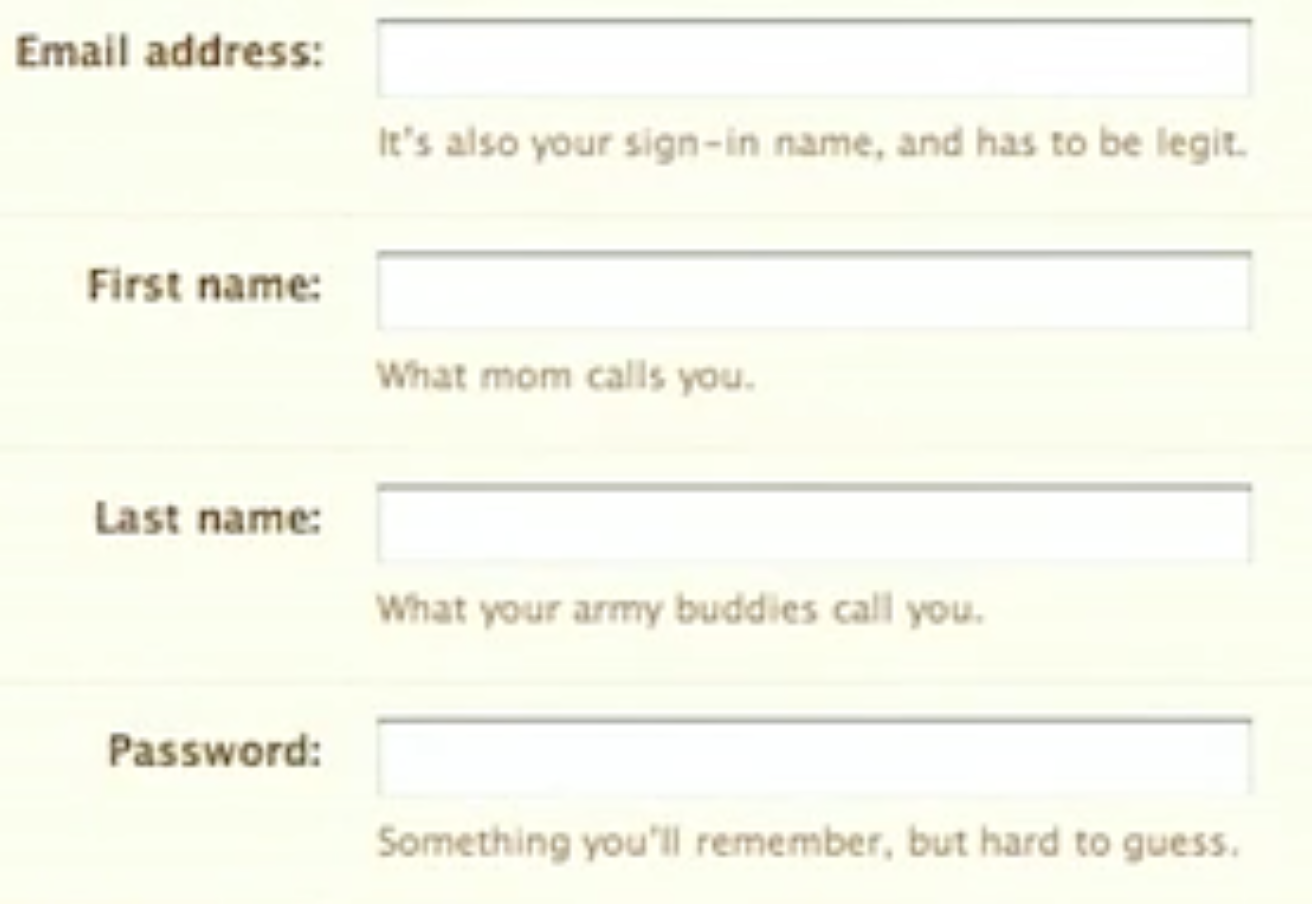 Email address:
It's also your sign-in name, and has to be legit.
First name:
What mom calls you.
Last name:
What your army buddies call you.
Password:
Something you'll remember, but hard to guess.